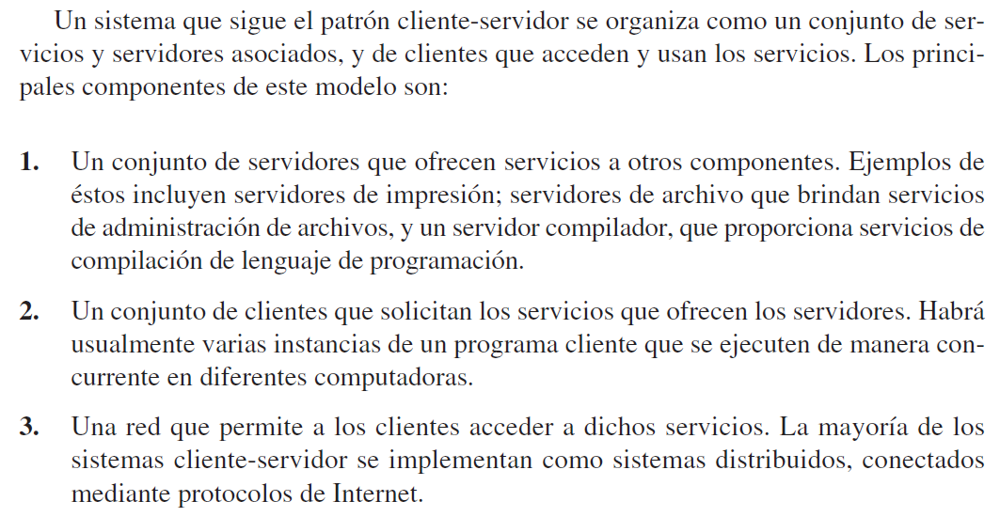 Un sistema que sigue el patrón cliente-servidor se organiza como un conjunto de ser-
vicios y servidores asociados, y de clientes que acceden y usan los servicios. Los princi-
pales componentes de este modelo son:
1. Un conjunto de servidores que ofrecen servicios a otros componentes. Ejemplos de
éstos incluyen servidores de impresión; servidores de archivo que brindan servicios
de administración de archivos, y un servidor compilador, que proporciona servicios de
compilación de lenguaje de programación.
2. Un conjunto de clientes que solicitan los servicios que ofrecen los servidores. Habrá
usualmente varias instancias de un programa cliente que se ejecuten de manera con-
currente en diferentes computadoras.
3. Una red que permite a los clientes acceder a dichos servicios. La mayoría de los
sistemas cliente-servidor se implementan como sistemas distribuidos, conectados
mediante protocolos de Internet.